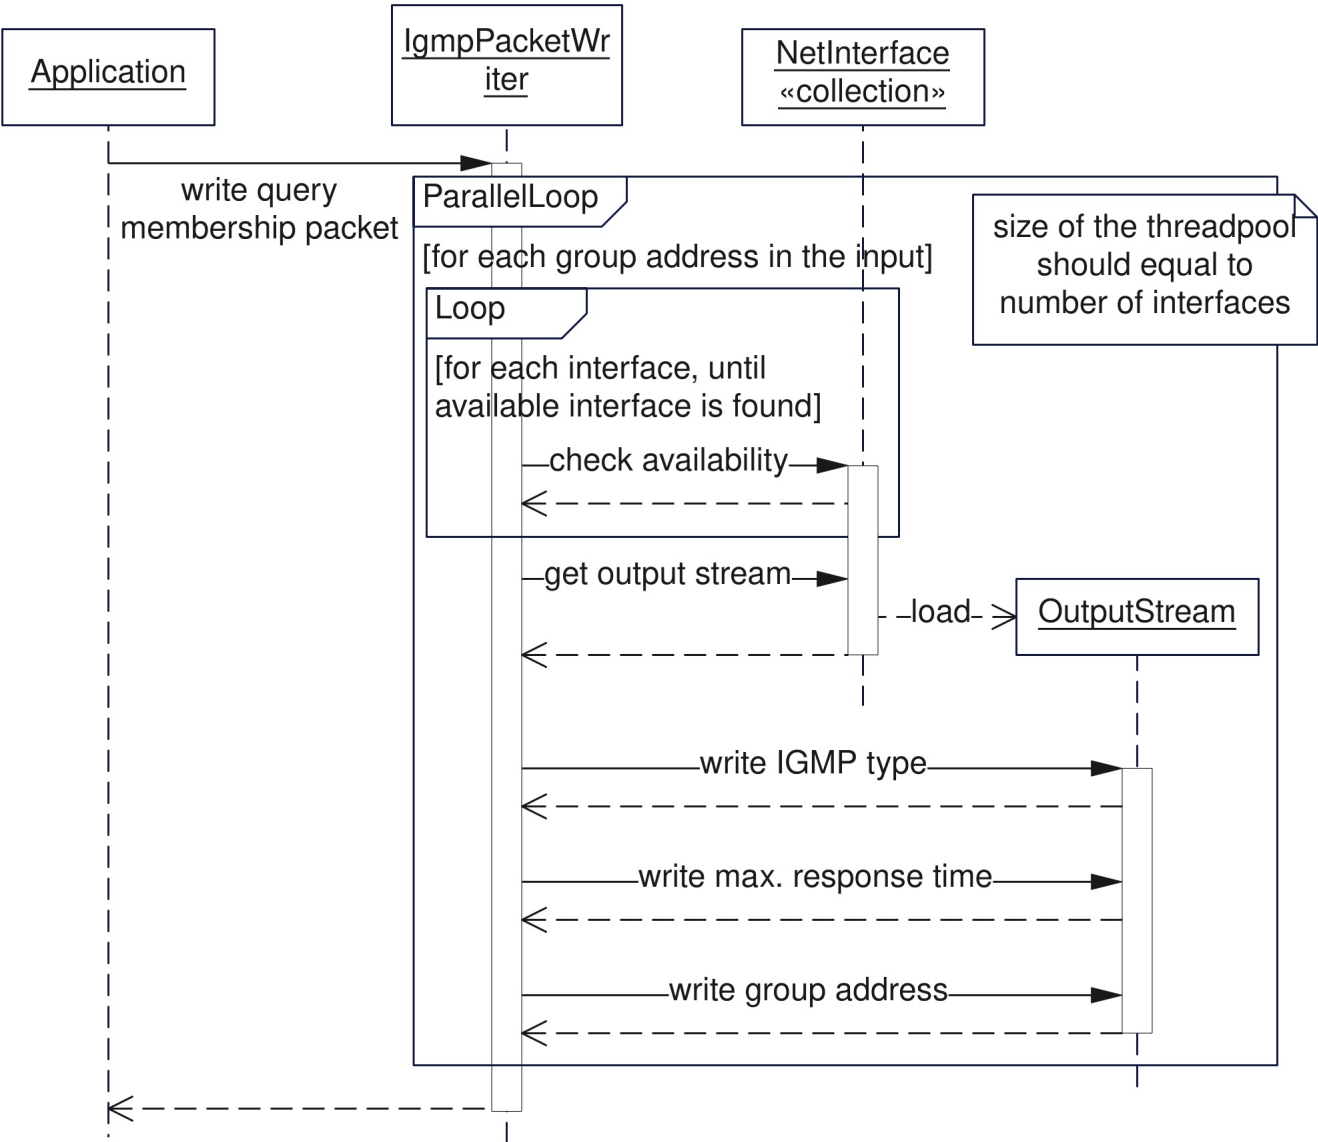 Application
IgmpPacketWr
iter
NetInterface
«collection»
write query
membership packet
ParallelLoop
[for each group address in the input]
size of the threadpool
should equal to
number of interfaces
Loop
[for each interface, until
available interface is found]
check availability
get output stream
load
OutputStream
write IGMP type
write max. response time
write group address